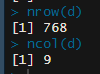 > nrow(d)
[1] 768
> ncol(d)
[1] 9